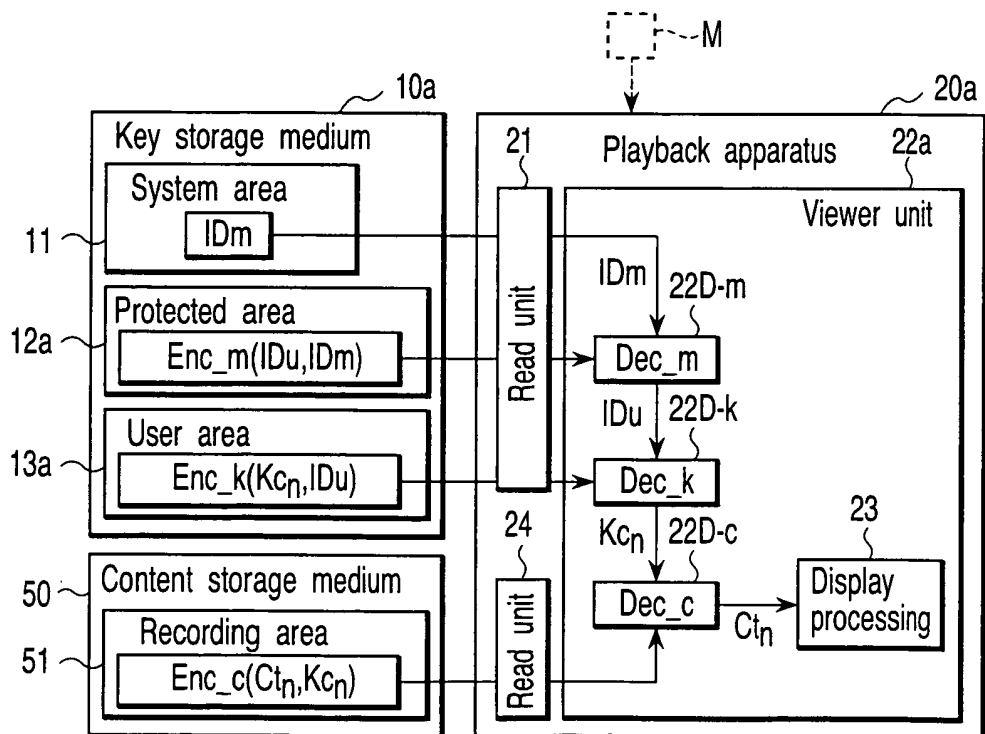 M
10a
20a
Key storage medium
System area
IDm
11
Protected area
12a
Enc_m(IDu,IDm)
User area
13a
Enc_k(Kcn,IDu)
50
Content storage medium
Recording area
51
Enc_c(Ctn,Kcn)
Playback apparatus
21
Read unit
22a
Viewer unit
IDm
22D-m
Dec_m
IDu
22D-k
Dec_k
Kcn
22D-c
24
Read unit
Dec_c
Ctn
23
Display
processing